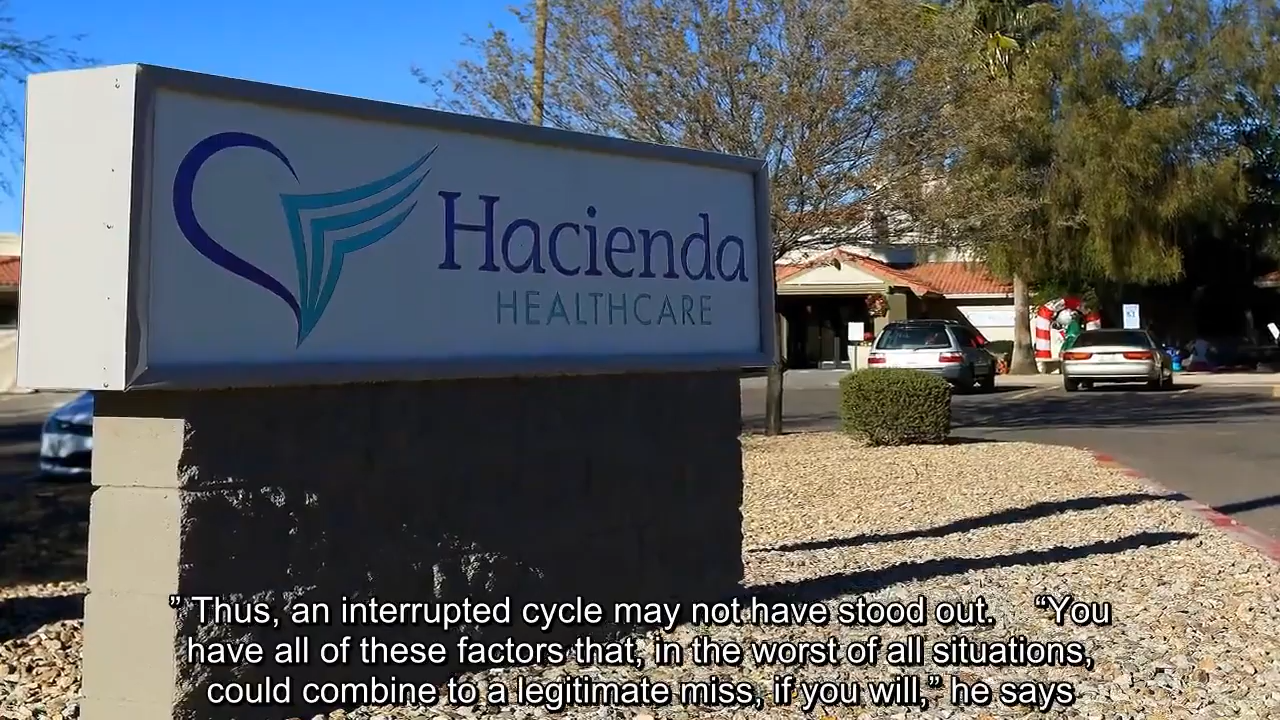 Hacienda
HEALTHCARE
” Thus, an interrupted cycle may not have stood out. “You
have all of these factors that, in the worst of all situations,
could combine to a legitimate miss, if you will,” he says